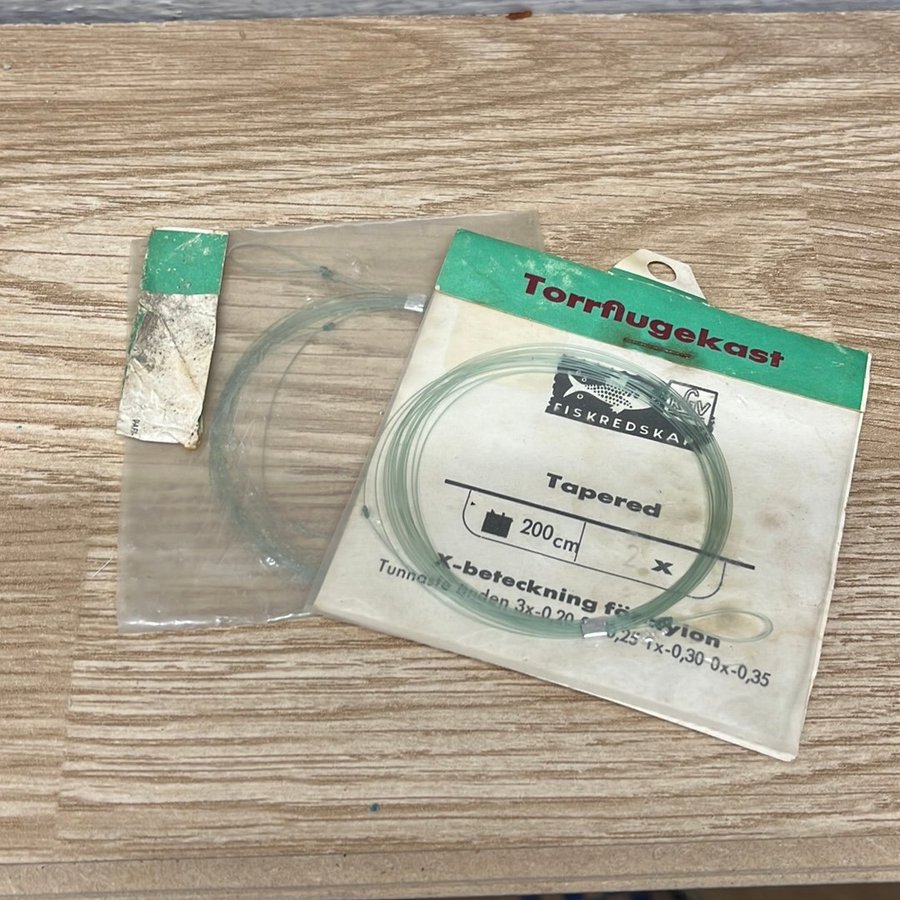 Torrflugekast
FISKREDSKAP
Tapered
200cm
2 x
X-beteckning för nylon
Tunnaste änden 3x-0,20 0,25 1x-0,30 0x-0,35